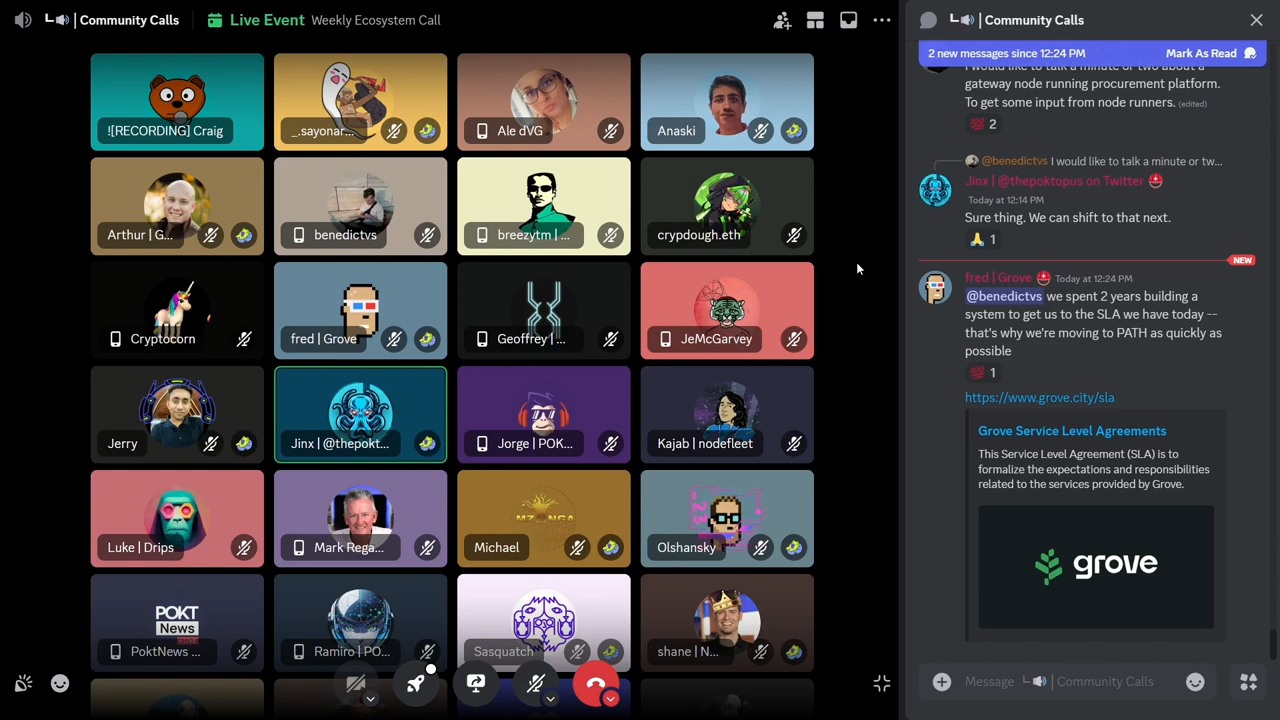 ┗🔊 | Community Calls
Live Event Weekly Ecosystem Call
![RECORDING] Craig
_.sayonar...
Ale dVG
Anaski
Arthur | G...
benedictvs
breezytm | ...
crypdough.eth
Cryptocorn
fred | Grove
Geoffrey | ...
JeMcGarvey
Jerry
Jinx | @thepokt...
Jorge | POK...
Kajab | nodefleet
Luke | Drips
Mark Rega...
MZ NGA
Michael
Olshansky
POKT
News
TIME
PoktNews ...
Ramiro | PO...
Sasquatch
shane | N...
┗🔊 | Community Calls
2 new messages since 12:24 PM Mark As Read
I would like to talk a minute or two about a
gateway node running procurement platform.
To get some input from node runners. (edited)
💯 2
@benedictvs I would like to talk a minute or tw...
Jinx | @thepoktopus on Twitter
Today at 12:14 PM
Sure thing. We can shift to that next.
🙏 1
NEW
fred | Grove Today at 12:24 PM
@benedictvs we spent 2 years building a
system to get us to the SLA we have today --
that's why we're moving to PATH as quickly as
possible
💯 1
https://www.grove.city/sla
Grove Service Level Agreements
This Service Level Agreement (SLA) is to
formalize the expectations and responsibilities
related to the services provided by Grove.
grove
Message ┗🔊 | Community Calls